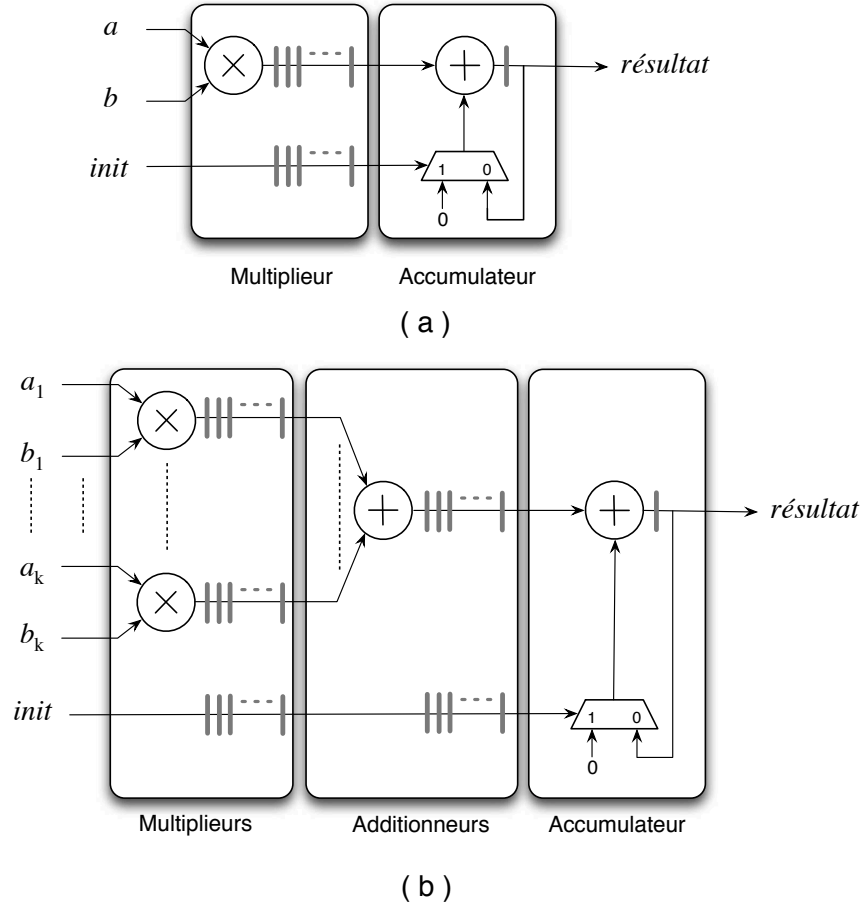 a
b
résultat
init
1 0
0
Multiplieur Accumulateur
( a )
a1
b1
résultat
ak
bk
init
1 0
0
Multiplieurs Additionneurs Accumulateur
( b )